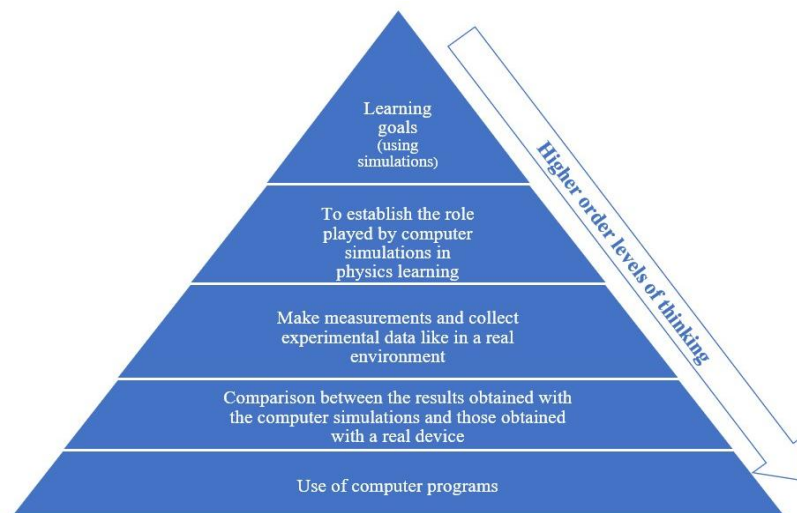 Learning
goals
(using
simulations)
To establish the role
played by computer
simulations in
physics learning
Make measurements and collect
experimental data like in a real
environment
Comparison between the results obtained with
the computer simulations and those obtained
with a real device
Use of computer programs
Higher order levels of thinking